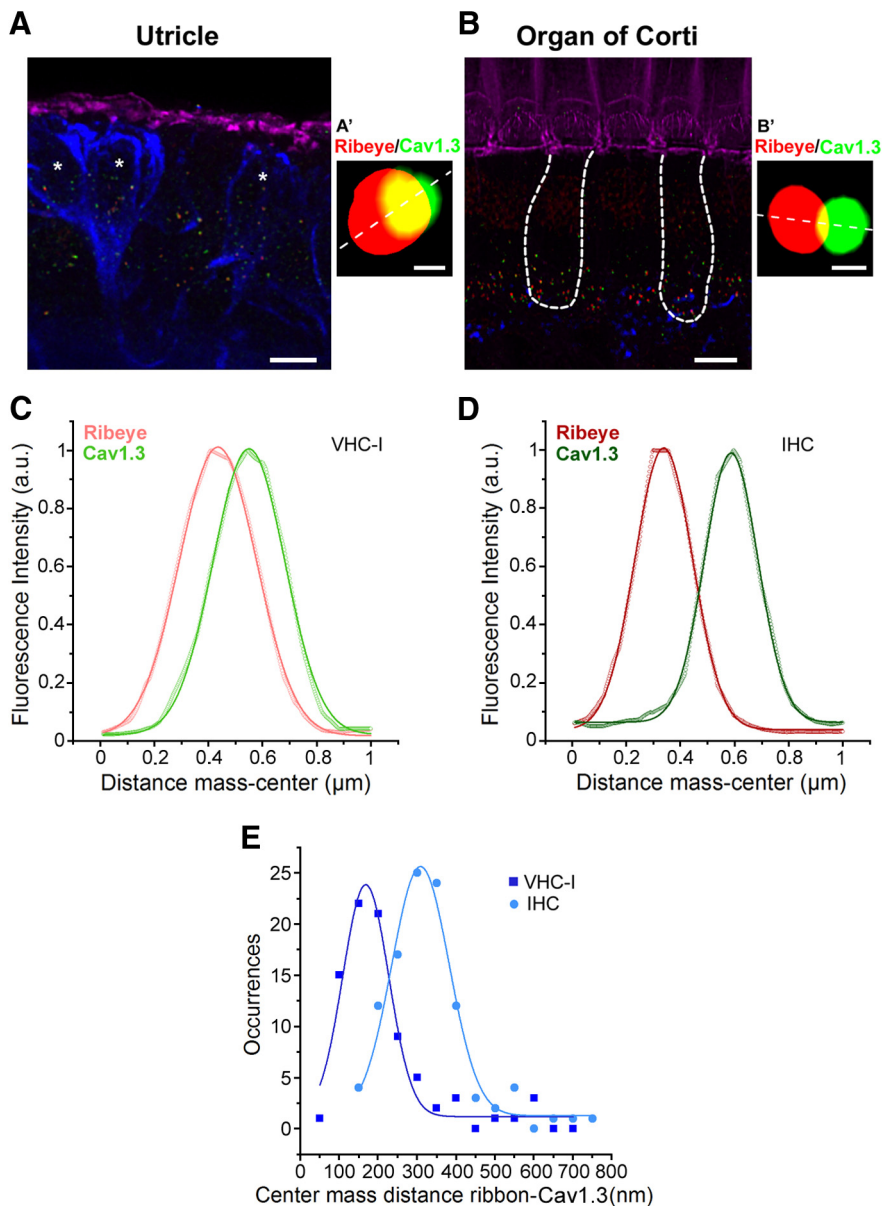 A
Utricle
A'
Ribeye/Cav1.3
*
*
*
B
Organ of Corti
B'
Ribeye/Cav1.3
C
Ribeye
Cav1.3
VHC-I
1
0.8
0.6
0.4
0.2
0
Fluorescence Intensity (a.u.)
0 0.2 0.4 0.6 0.8 1
Distance mass-center (µm)
D
Ribeye
Cav1.3
IHC
1
0.8
0.6
0.4
0.2
0
Fluorescence Intensity (a.u.)
0 0.2 0.4 0.6 0.8 1
Distance mass-center (µm)
E
VHC-I
IHC
25
20
15
10
5
0
Occurrences
0 100 200 300 400 500 600 700 800
Center mass distance ribbon-Cav1.3(nm)